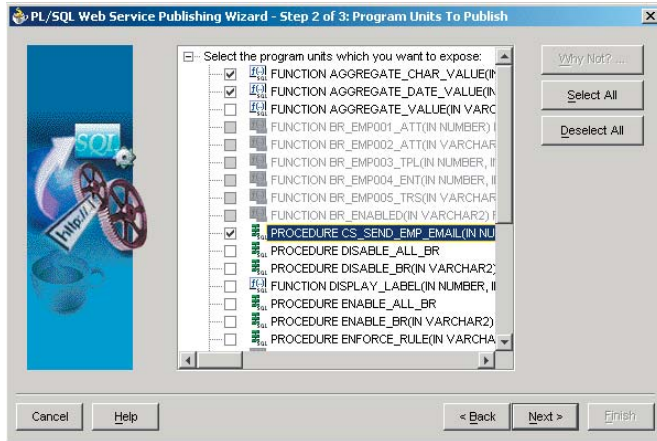 PL/SQL Web Service Publishing Wizard - Step 2 of 3: Program Units To Publish
Select the program units which you want to expose:
FUNCTION AGGREGATE_CHAR_VALUE(IN
FUNCTION AGGREGATE_DATE_VALUE(IN
FUNCTION AGGREGATE_VALUE(IN VARC
FUNCTION BR_EMP001_ATT(IN NUMBER)
FUNCTION BR_EMP002_ATT(IN VARCHAR
FUNCTION BR_EMP003_TPL(IN NUMBER, I
FUNCTION BR_EMP004_ENT(IN NUMBER, I
FUNCTION BR_EMP005_TRS(IN VARCHAR
FUNCTION BR_ENABLED(IN VARCHAR2)
PROCEDURE CS_SEND_EMP_EMAIL(IN NU
PROCEDURE DISABLE_ALL_BR
PROCEDURE DISABLE_BR(IN VARCHAR2)
FUNCTION DISPLAY_LABEL(IN NUMBER, I
PROCEDURE ENABLE_ALL_BR
PROCEDURE ENABLE_BR(IN VARCHAR2)
PROCEDURE ENFORCE_RULE(IN VARCHA
Why Not? ...
Select All
Deselect All
SQL
http://
Cancel
Help
< Back
Next >
Finish